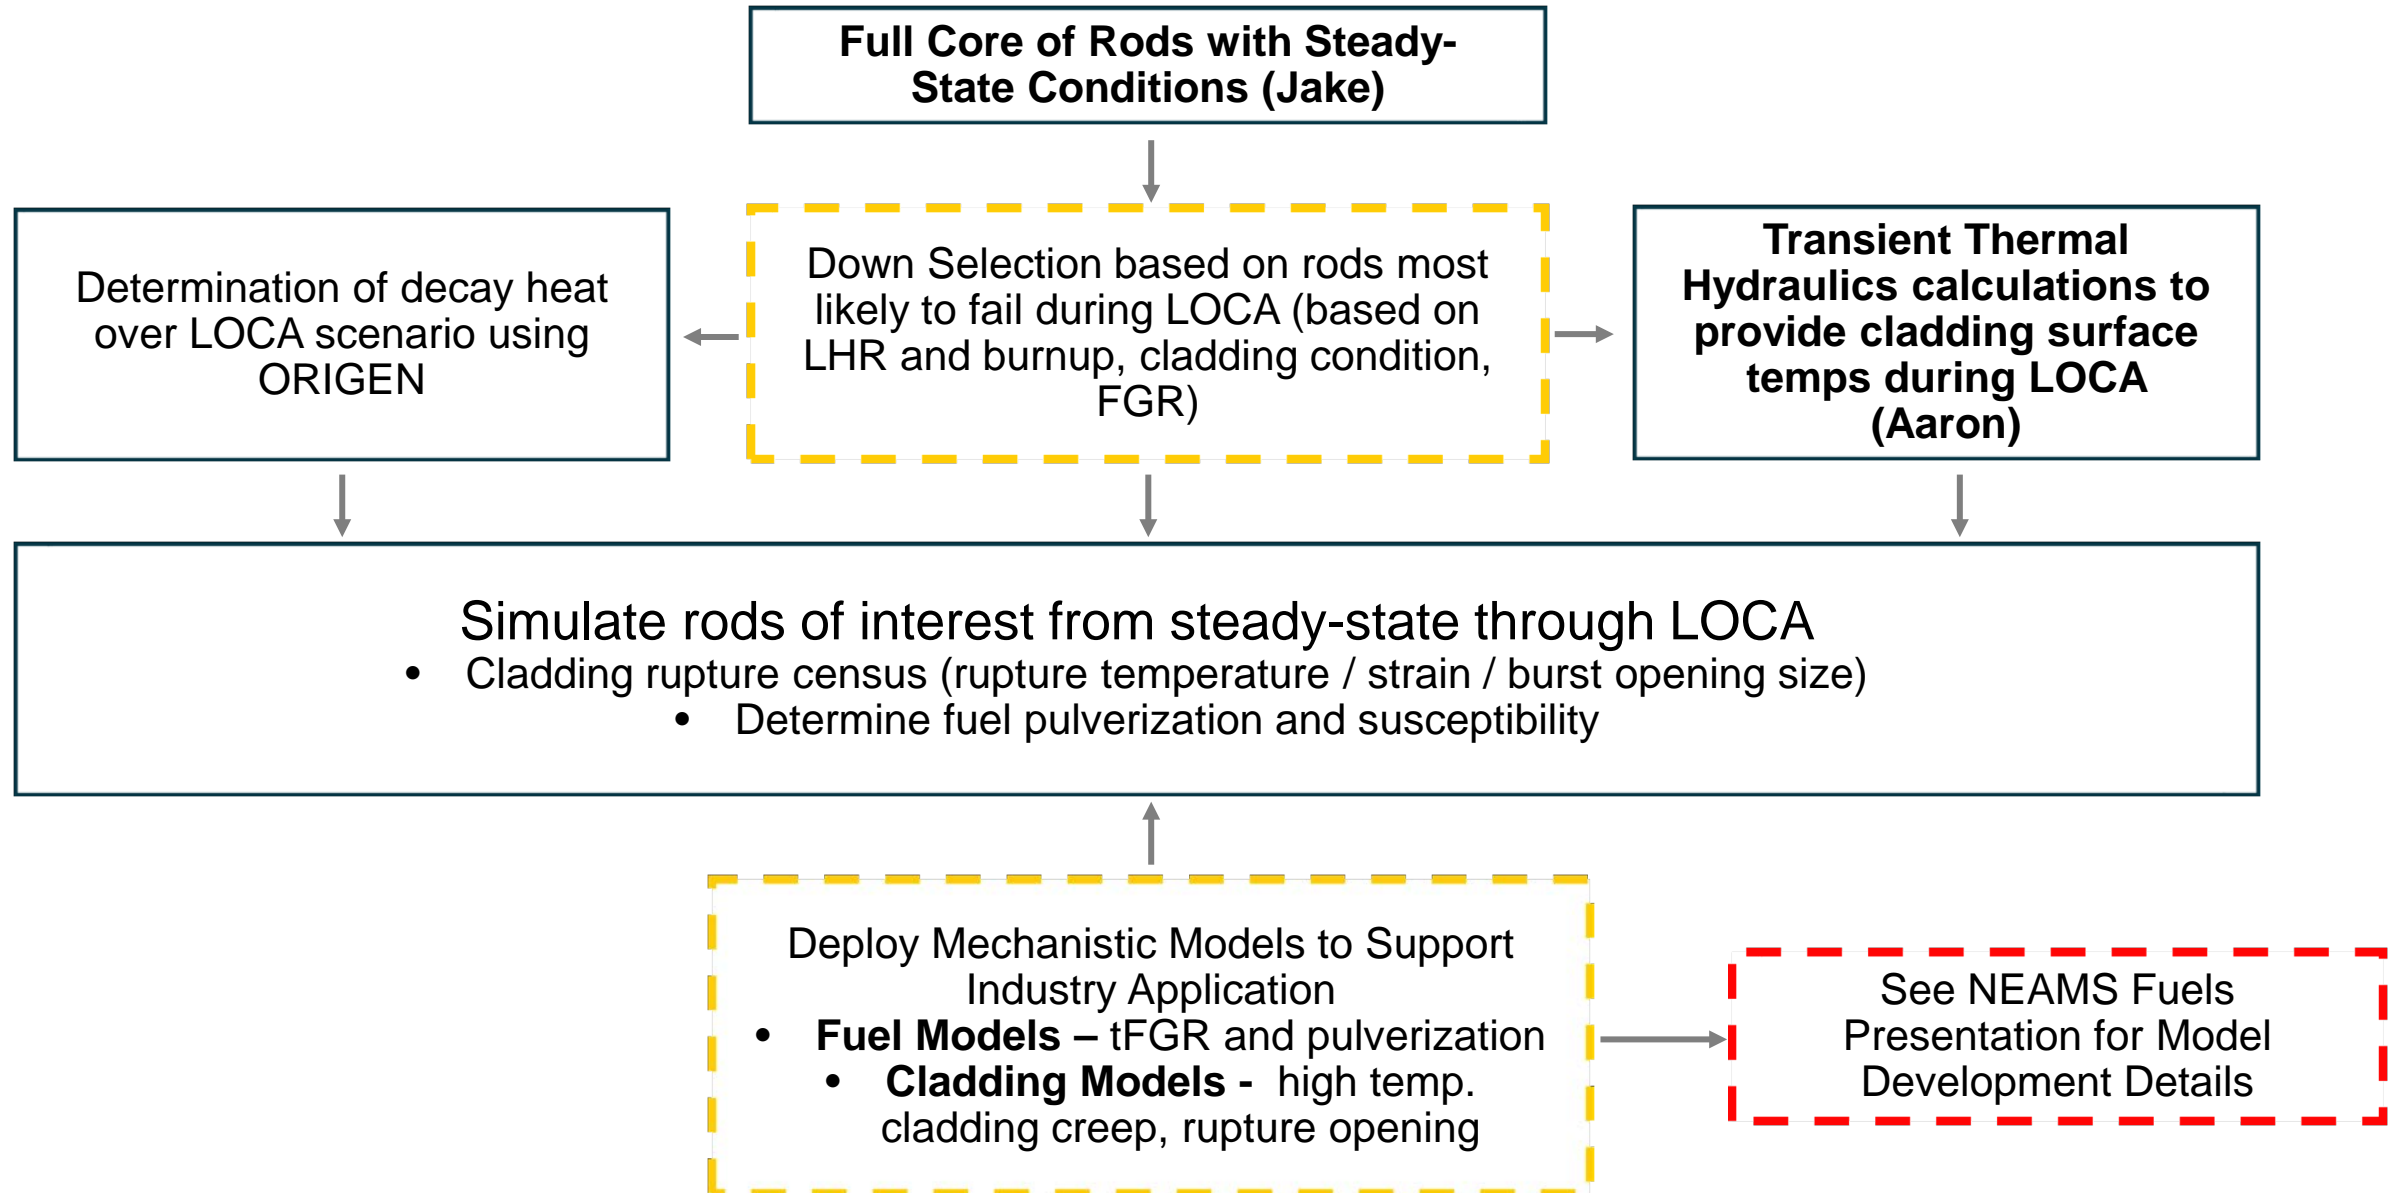 Full Core of Rods with Steady-
State Conditions (Jake)
Determination of decay heat
over LOCA scenario using
ORIGEN
Down Selection based on rods most
likely to fail during LOCA (based on
LHR and burnup, cladding condition,
FGR)
Transient Thermal
Hydraulics calculations to
provide cladding surface
temps during LOCA
(Aaron)
Simulate rods of interest from steady-state through LOCA
• Cladding rupture census (rupture temperature / strain / burst opening size)
• Determine fuel pulverization and susceptibility
Deploy Mechanistic Models to Support
Industry Application
• Fuel Models – tFGR and pulverization
• Cladding Models - high temp.
cladding creep, rupture opening
See NEAMS Fuels
Presentation for Model
Development Details